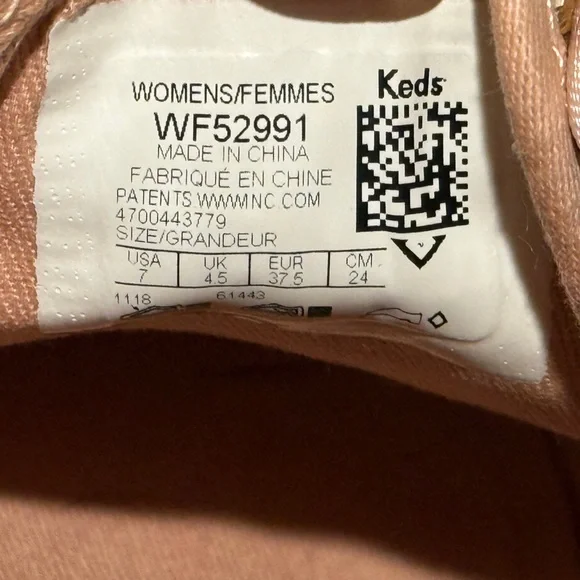 Keds
WOMENS/FEMMES
WF52991
MADE IN CHINA
FABRIQUÉ EN CHINE
PATENTS WWWNC COM
4700443779
SIZE/GRANDEUR
USA UK EUR CM
7 4.5 37.5 24
1118 61443